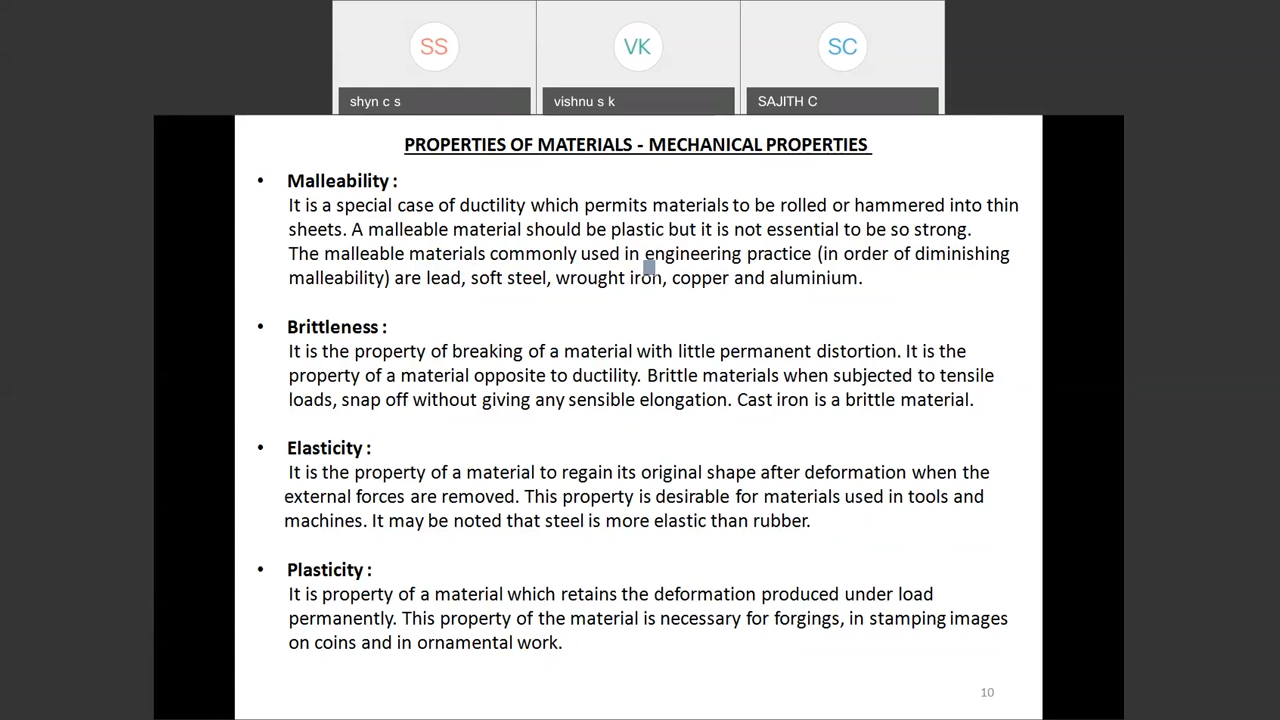 SS VK SC
shyn c s vishnu s k SAJITH C
PROPERTIES OF MATERIALS - MECHANICAL PROPERTIES
• Malleability :
It is a special case of ductility which permits materials to be rolled or hammered into thin
sheets. A malleable material should be plastic but it is not essential to be so strong.
The malleable materials commonly used in engineering practice (in order of diminishing
malleability) are lead, soft steel, wrought iron, copper and aluminium.
• Brittleness :
It is the property of breaking of a material with little permanent distortion. It is the
property of a material opposite to ductility. Brittle materials when subjected to tensile
loads, snap off without giving any sensible elongation. Cast iron is a brittle material.
• Elasticity :
It is the property of a material to regain its original shape after deformation when the
external forces are removed. This property is desirable for materials used in tools and
machines. It may be noted that steel is more elastic than rubber.
• Plasticity :
It is property of a material which retains the deformation produced under load
permanently. This property of the material is necessary for forgings, in stamping images
on coins and in ornamental work.
10